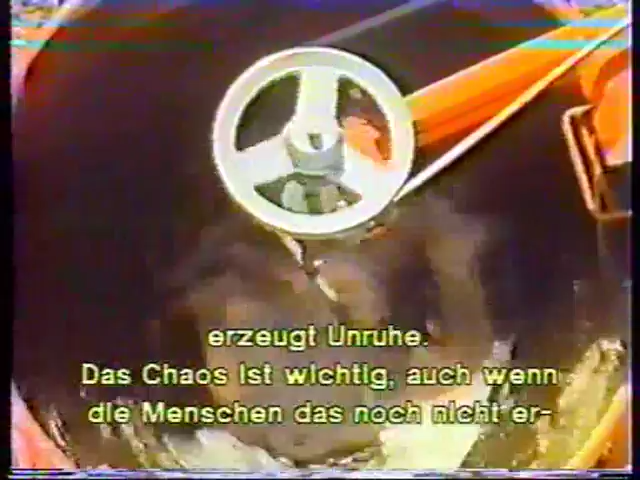 erzeugt Unruhe.
Das Chaos ist wichtig, auch wenn
die Menschen das noch nicht er-